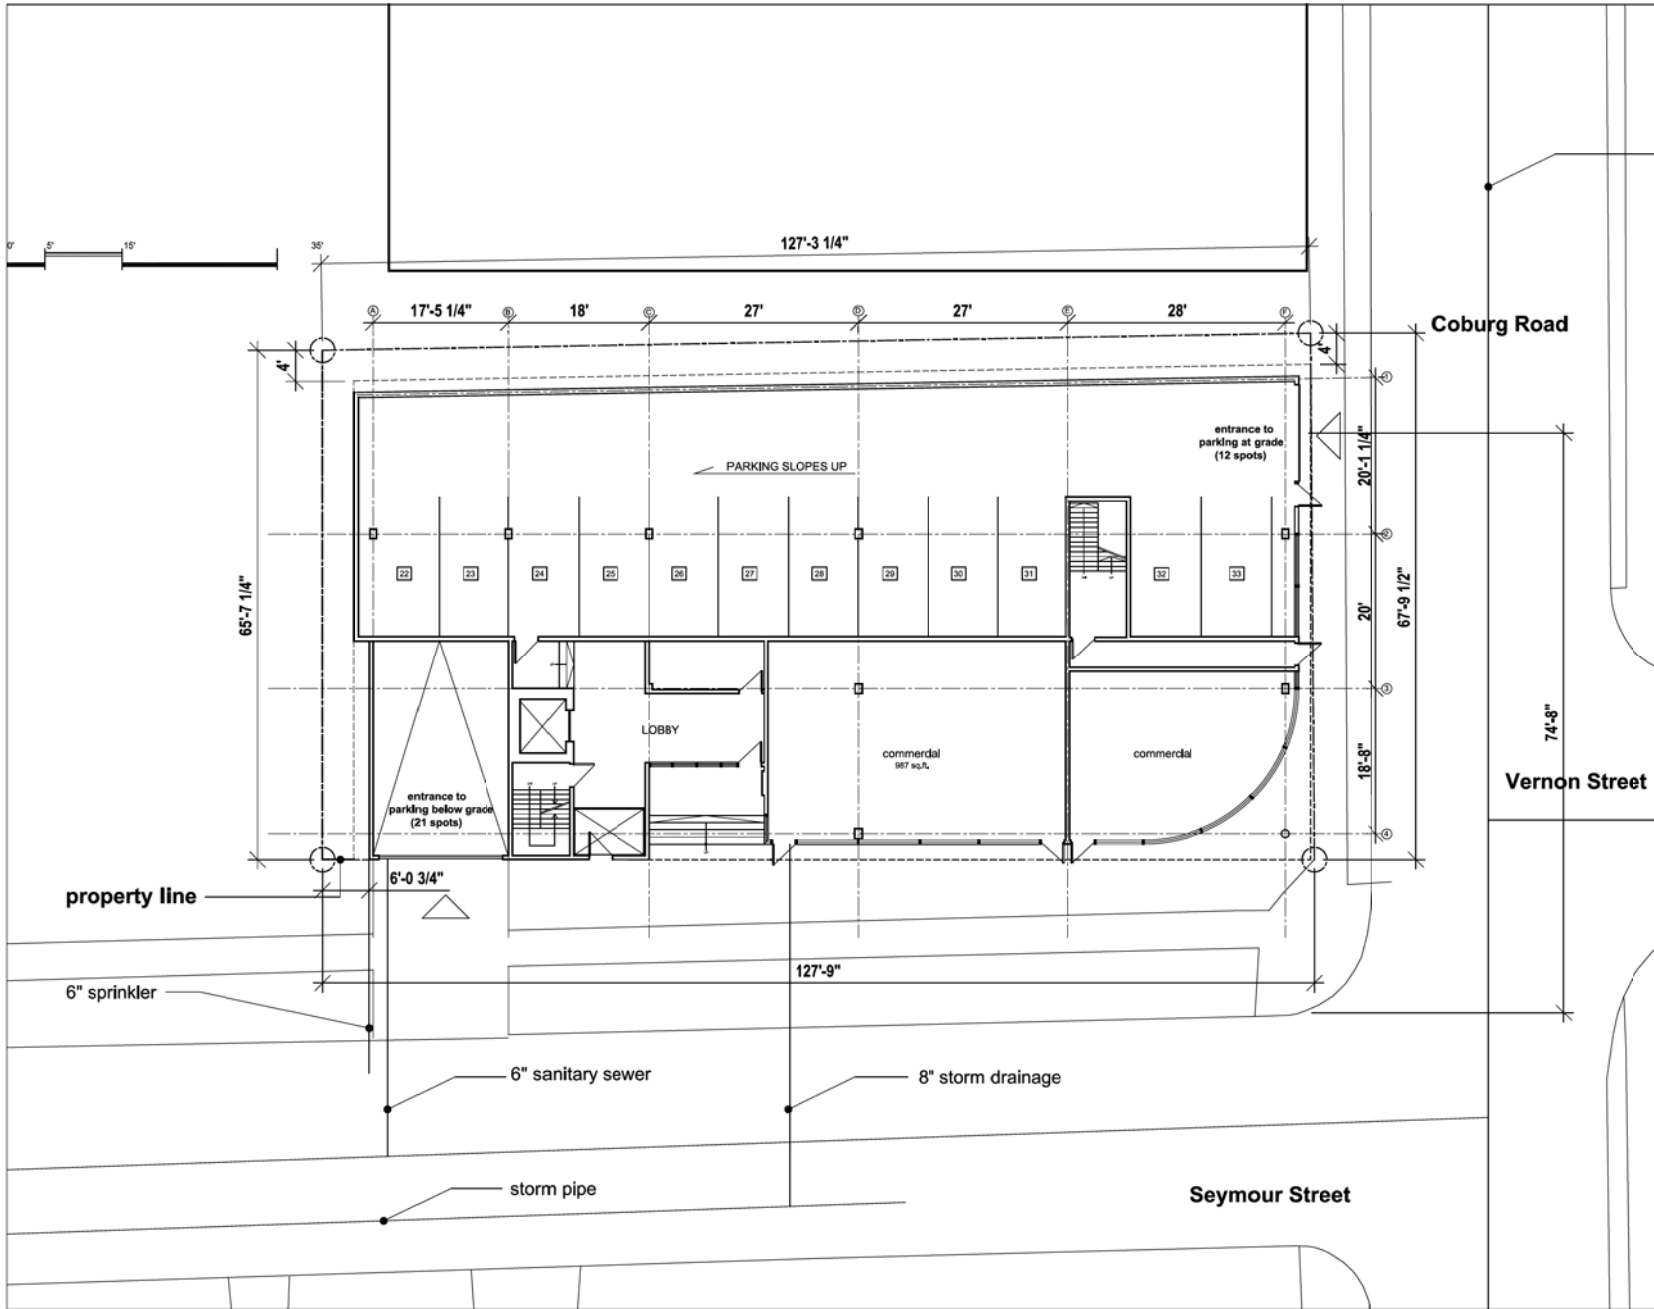 127'-3 1/4"
0'
5'
15'
35'
A
17'-5 1/4"
B
18'
C
27'
D
27'
E
28'
F
Coburg Road
4'
4'
1
entrance to
parking at grade
(12 spots)
20'-1 1/4"
PARKING SLOPES UP
2
22
23
24
25
26
27
28
29
30
31
32
33
65'-7 1/4"
20'
67'-9 1/2"
3
LOBBY
commercial
987 sq.ft.
commercial
18'-8"
74'-8"
Vernon Street
entrance to
parking below grade
(21 spots)
4
6'-0 3/4"
property line
127'-9"
6" sprinkler
6" sanitary sewer
8" storm drainage
storm pipe
Seymour Street